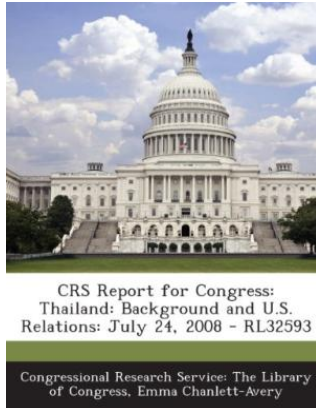 CRS Report for Congress:
Thailand: Background and U.S.
Relations: July 24, 2008 - RL32593
Congressional Research Service: The Library
of Congress, Emma Chanlett-Avery